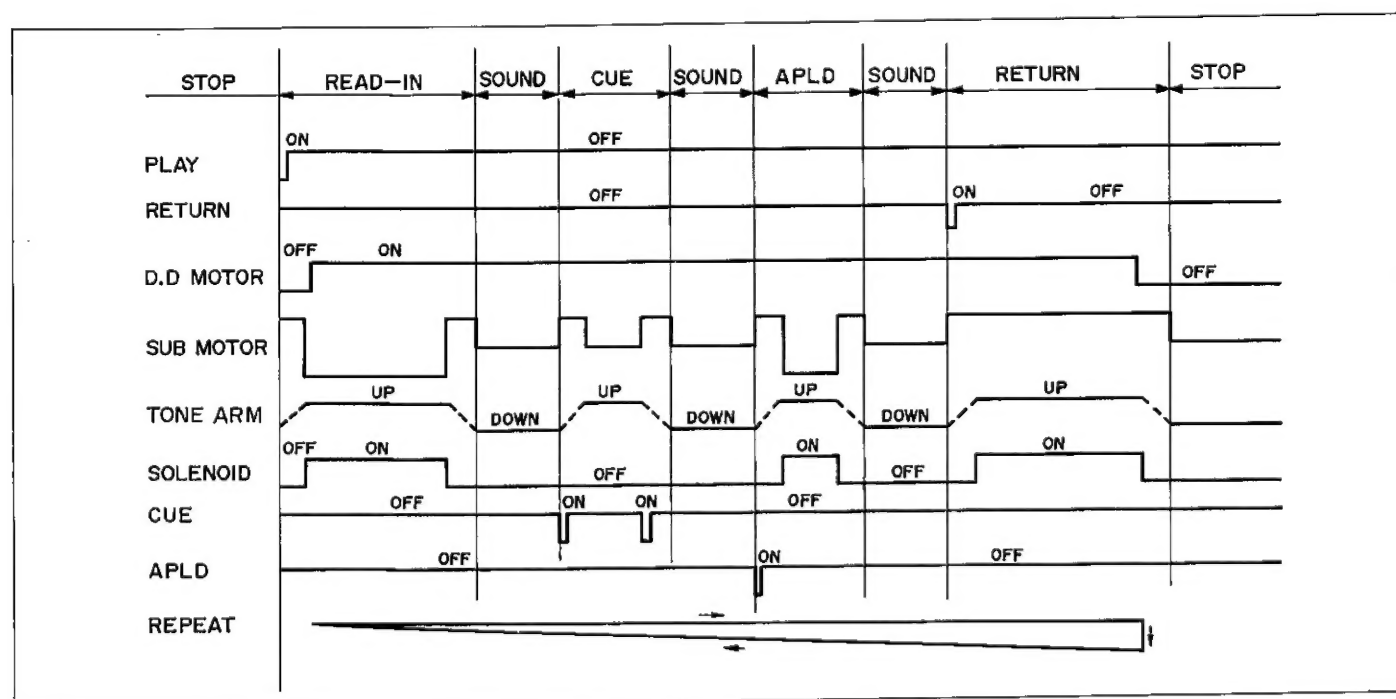 STOP READ-IN SOUND CUE SOUND APLD SOUND RETURN STOP
ON OFF
PLAY
OFF ON OFF
RETURN
OFF ON
D.D MOTOR OFF
SUB MOTOR
UP UP UP UP
TONE ARM DOWN DOWN DOWN
OFF ON ON ON
SOLENOID OFF OFF OFF
OFF ON ON OFF
CUE
OFF ON OFF
APLD
REPEAT